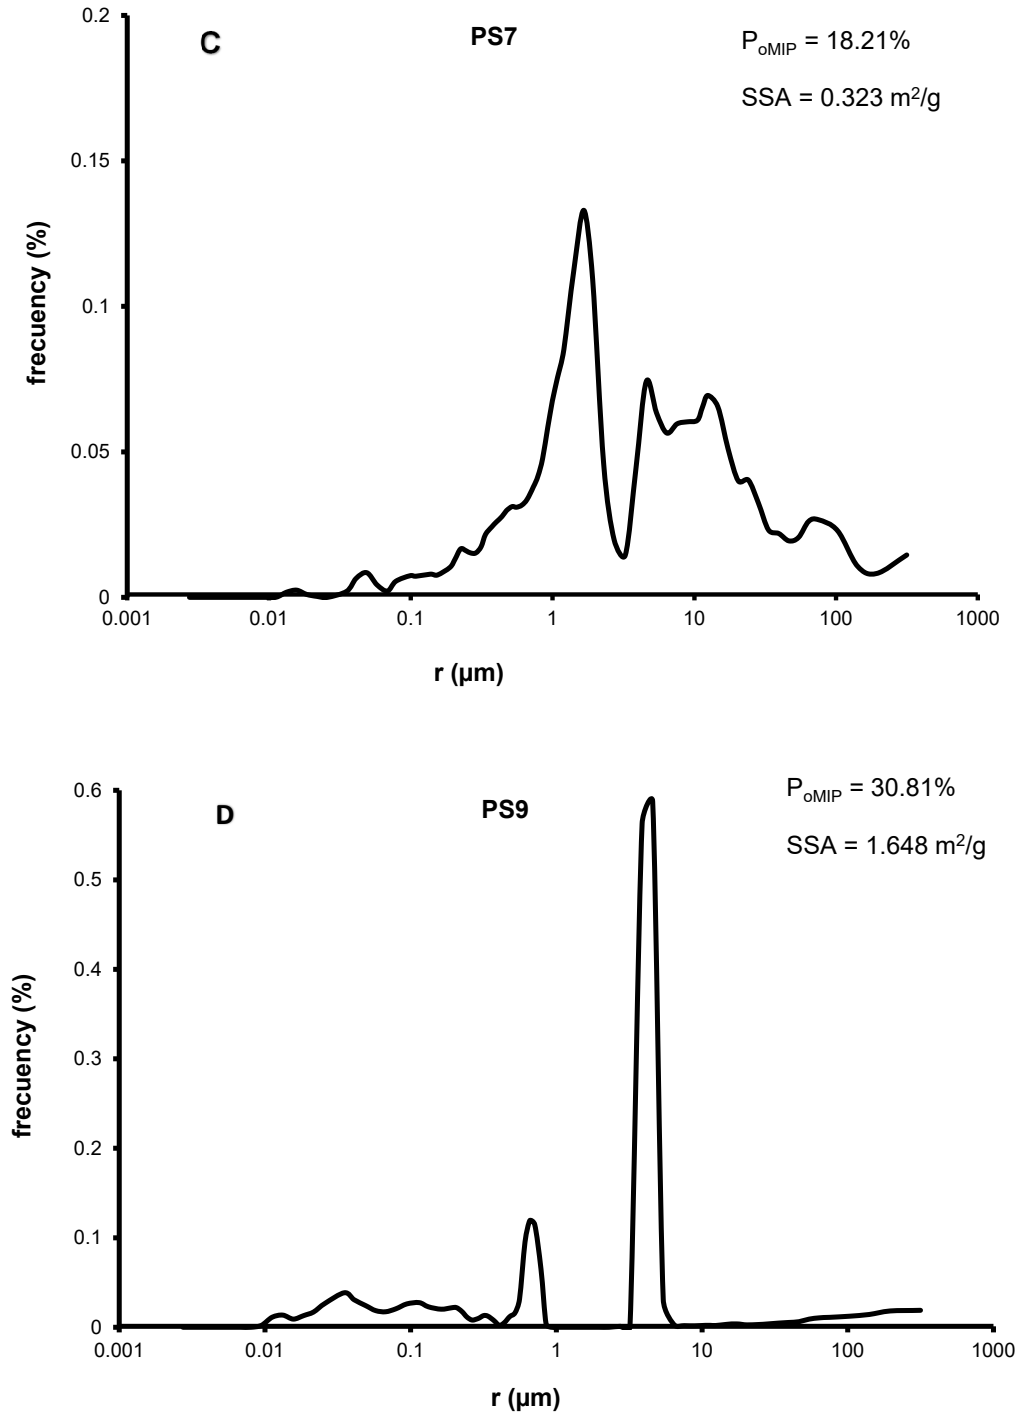 C
PS7
PoMIP = 18.21%
SSA = 0.323 m²/g
frecuency (%)
0.2
0.15
0.1
0.05
0
0.001 0.01 0.1 1 10 100 1000
r (µm)
D
PS9
PoMIP = 30.81%
SSA = 1.648 m²/g
frecuency (%)
0.6
0.5
0.4
0.3
0.2
0.1
0
0.001 0.01 0.1 1 10 100 1000
r (µm)